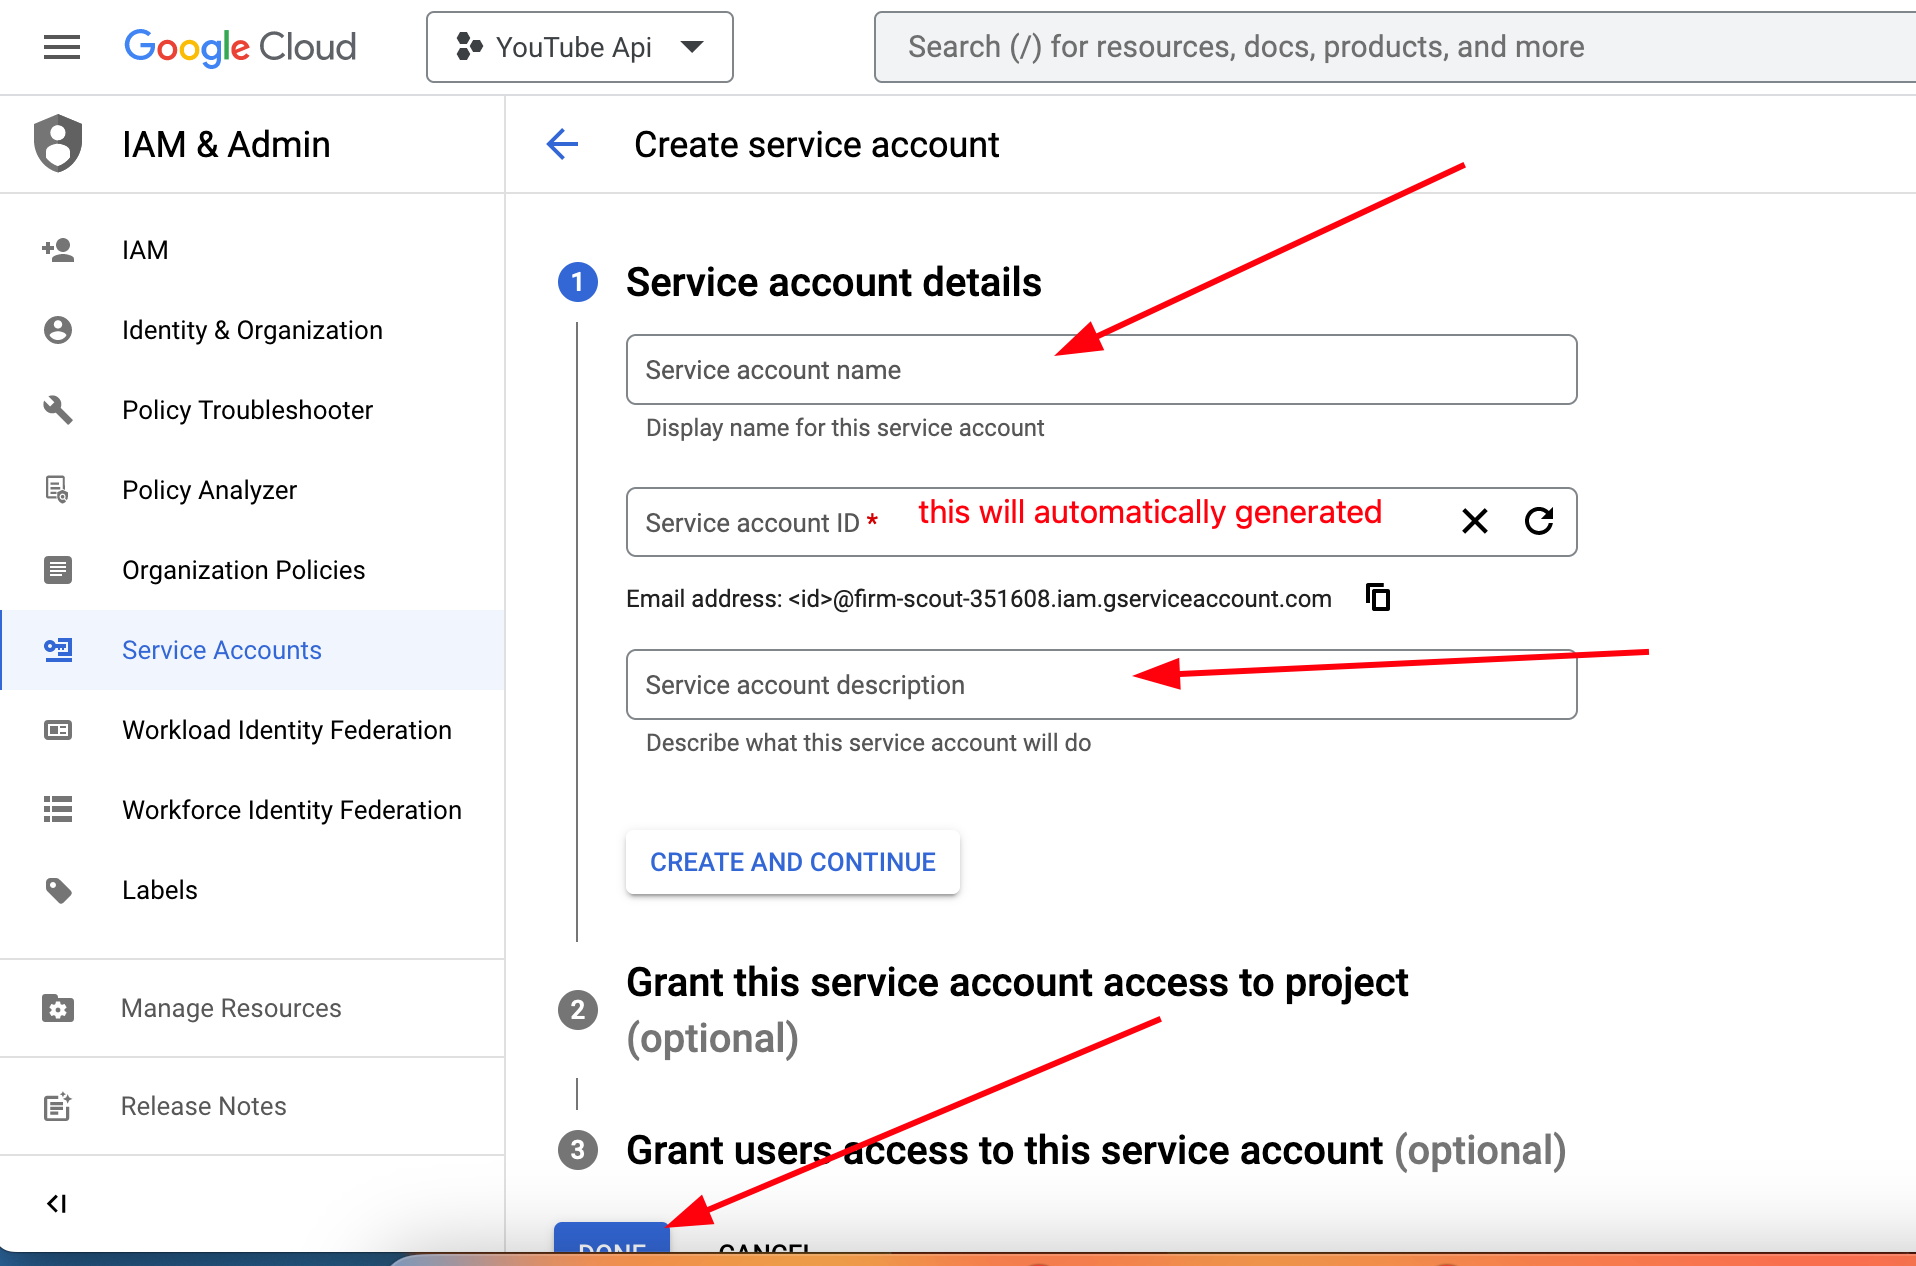 Google Cloud
YouTube Api
Search (/) for resources, docs, products, and more
IAM & Admin
Create service account
IAM
Identity & Organization
Policy Troubleshooter
Policy Analyzer
Organization Policies
Service Accounts
Workload Identity Federation
Workforce Identity Federation
Labels
Manage Resources
Release Notes
1 Service account details
Service account name
Display name for this service account
Service account ID * this will automatically generated
Email address: <id>@firm-scout-351608.iam.gserviceaccount.com
Service account description
Describe what this service account will do
CREATE AND CONTINUE
2 Grant this service account access to project
(optional)
3 Grant users access to this service account (optional)
DONE CANCEL